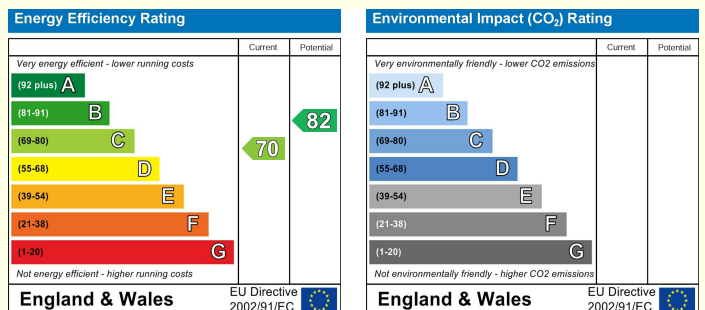 Energy Efficiency Rating
Current Potential
Very energy efficient - lower running costs
(92 plus) A
(81-91) B
82
(69-80) C
70
(55-68) D
(39-54) E
(21-38) F
(1-20) G
Not energy efficient - higher running costs
England & Wales
EU Directive
2002/91/EC
Environmental Impact (CO₂) Rating
Current Potential
Very environmentally friendly - lower CO2 emissions
(92 plus) A
(81-91) B
(69-80) C
(55-68) D
(39-54) E
(21-38) F
(1-20) G
Not environmentally friendly - higher CO2 emissions
England & Wales
EU Directive
2002/91/EC